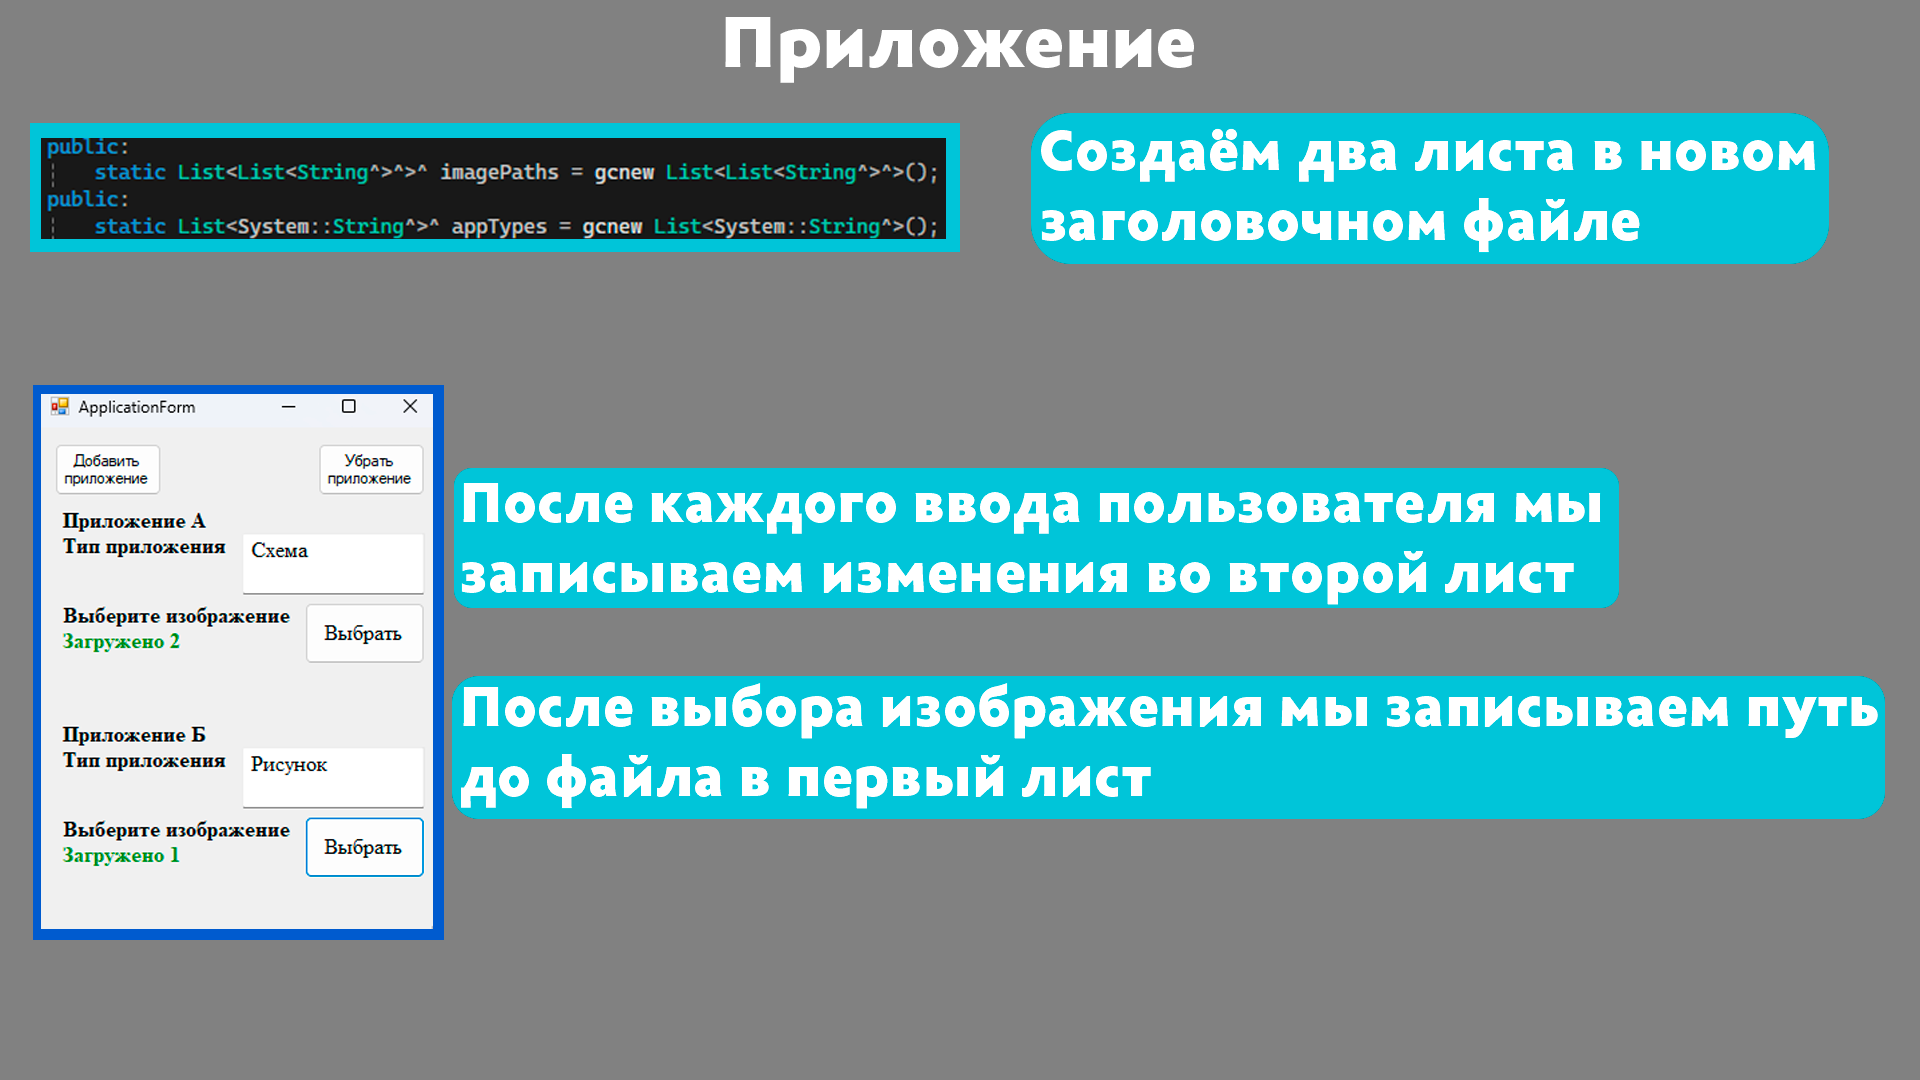 Приложение
public:
static List<List<String^>^>^ imagePaths = gcnew List<List<String^>^>();
public:
static List<System::String^>^ appTypes = gcnew List<System::String^>();
Создаём два листа в новом
заголовочном файле
ApplicationForm
Добавить
приложение
Убрать
приложение
Приложение А
Тип приложения
Схема
Выберите изображение
Загружено 2
Выбрать
Приложение Б
Тип приложения
Рисунок
Выберите изображение
Загружено 1
Выбрать
После каждого ввода пользователя мы
записываем изменения во второй лист
После выбора изображения мы записываем путь
до файла в первый лист